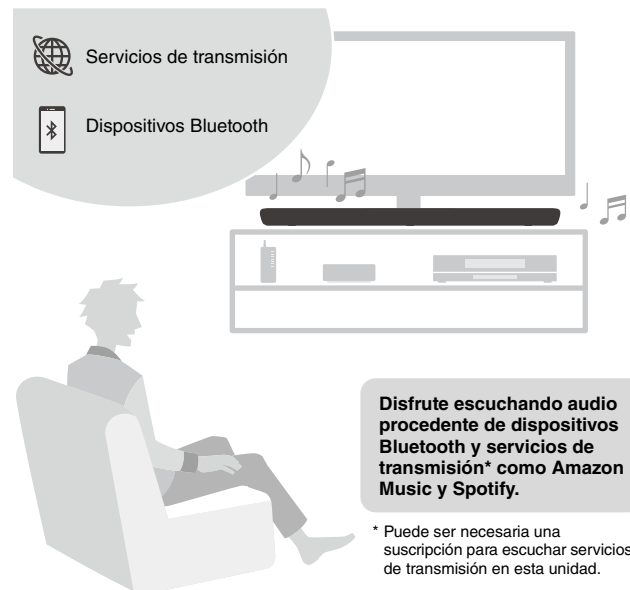 Servicios de transmisión
Dispositivos Bluetooth
Disfrute escuchando audio
procedente de dispositivos
Bluetooth y servicios de
transmisión* como Amazon
Music y Spotify.
* Puede ser necesaria una
suscripción para escuchar servicios
de transmisión en esta unidad.